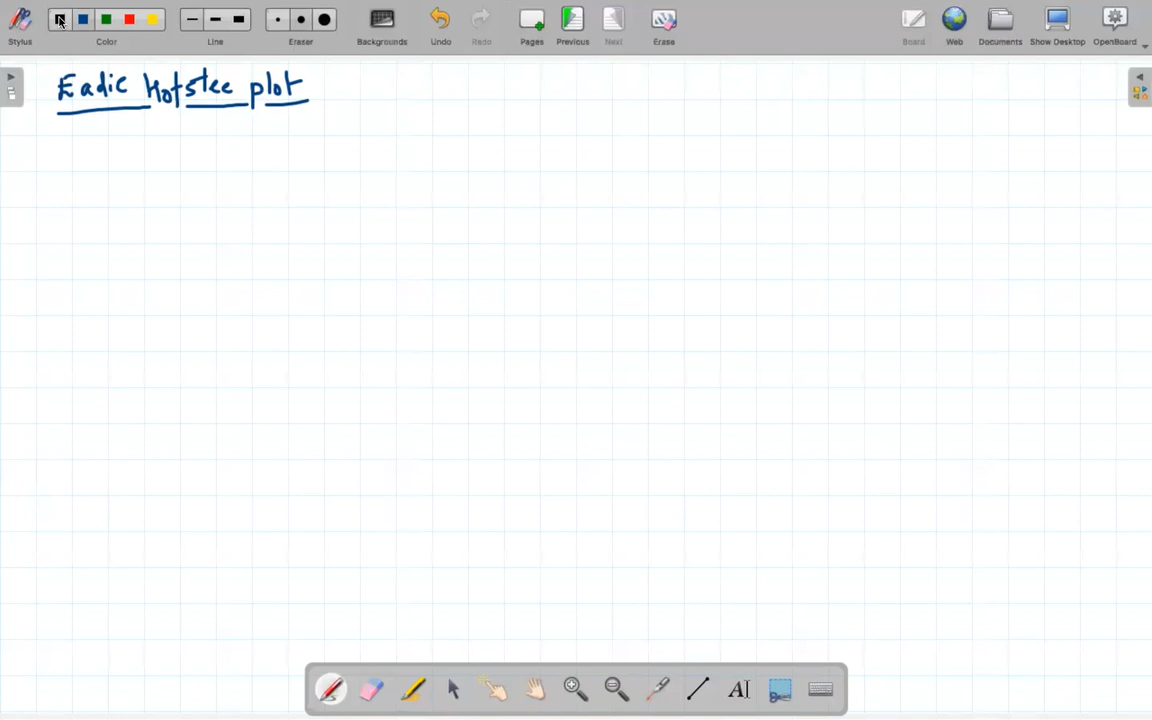 Stylus Color Line Eraser Backgrounds Undo Redo Pages Previous Next Erase Board Web Documents Show Desktop OpenBoard
Eadie Hofstee plot